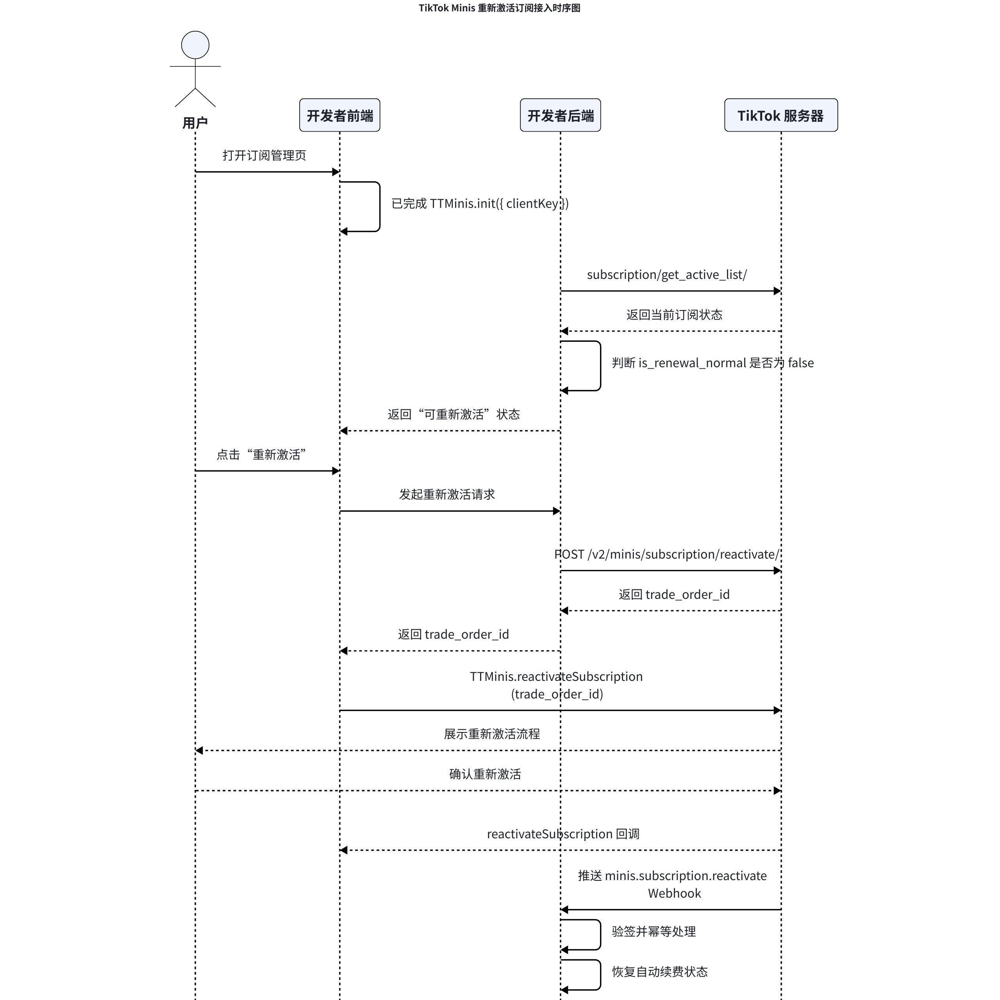 TikTok Minis 重新激活订阅接入时序图
用户
开发者前端
开发者后端
TikTok 服务器
打开订阅管理页
已完成 TTMinis.init({ clientKey })
subscription/get_active_list/
返回当前订阅状态
判断 is_renewal_normal 是否为 false
返回“可重新激活”状态
点击“重新激活”
发起重新激活请求
POST /v2/minis/subscription/reactivate/
返回 trade_order_id
返回 trade_order_id
TTMinis.reactivateSubscription
(trade_order_id)
展示重新激活流程
确认重新激活
reactivateSubscription 回调
推送 minis.subscription.reactivate
Webhook
验签并幂等处理
恢复自动续费状态